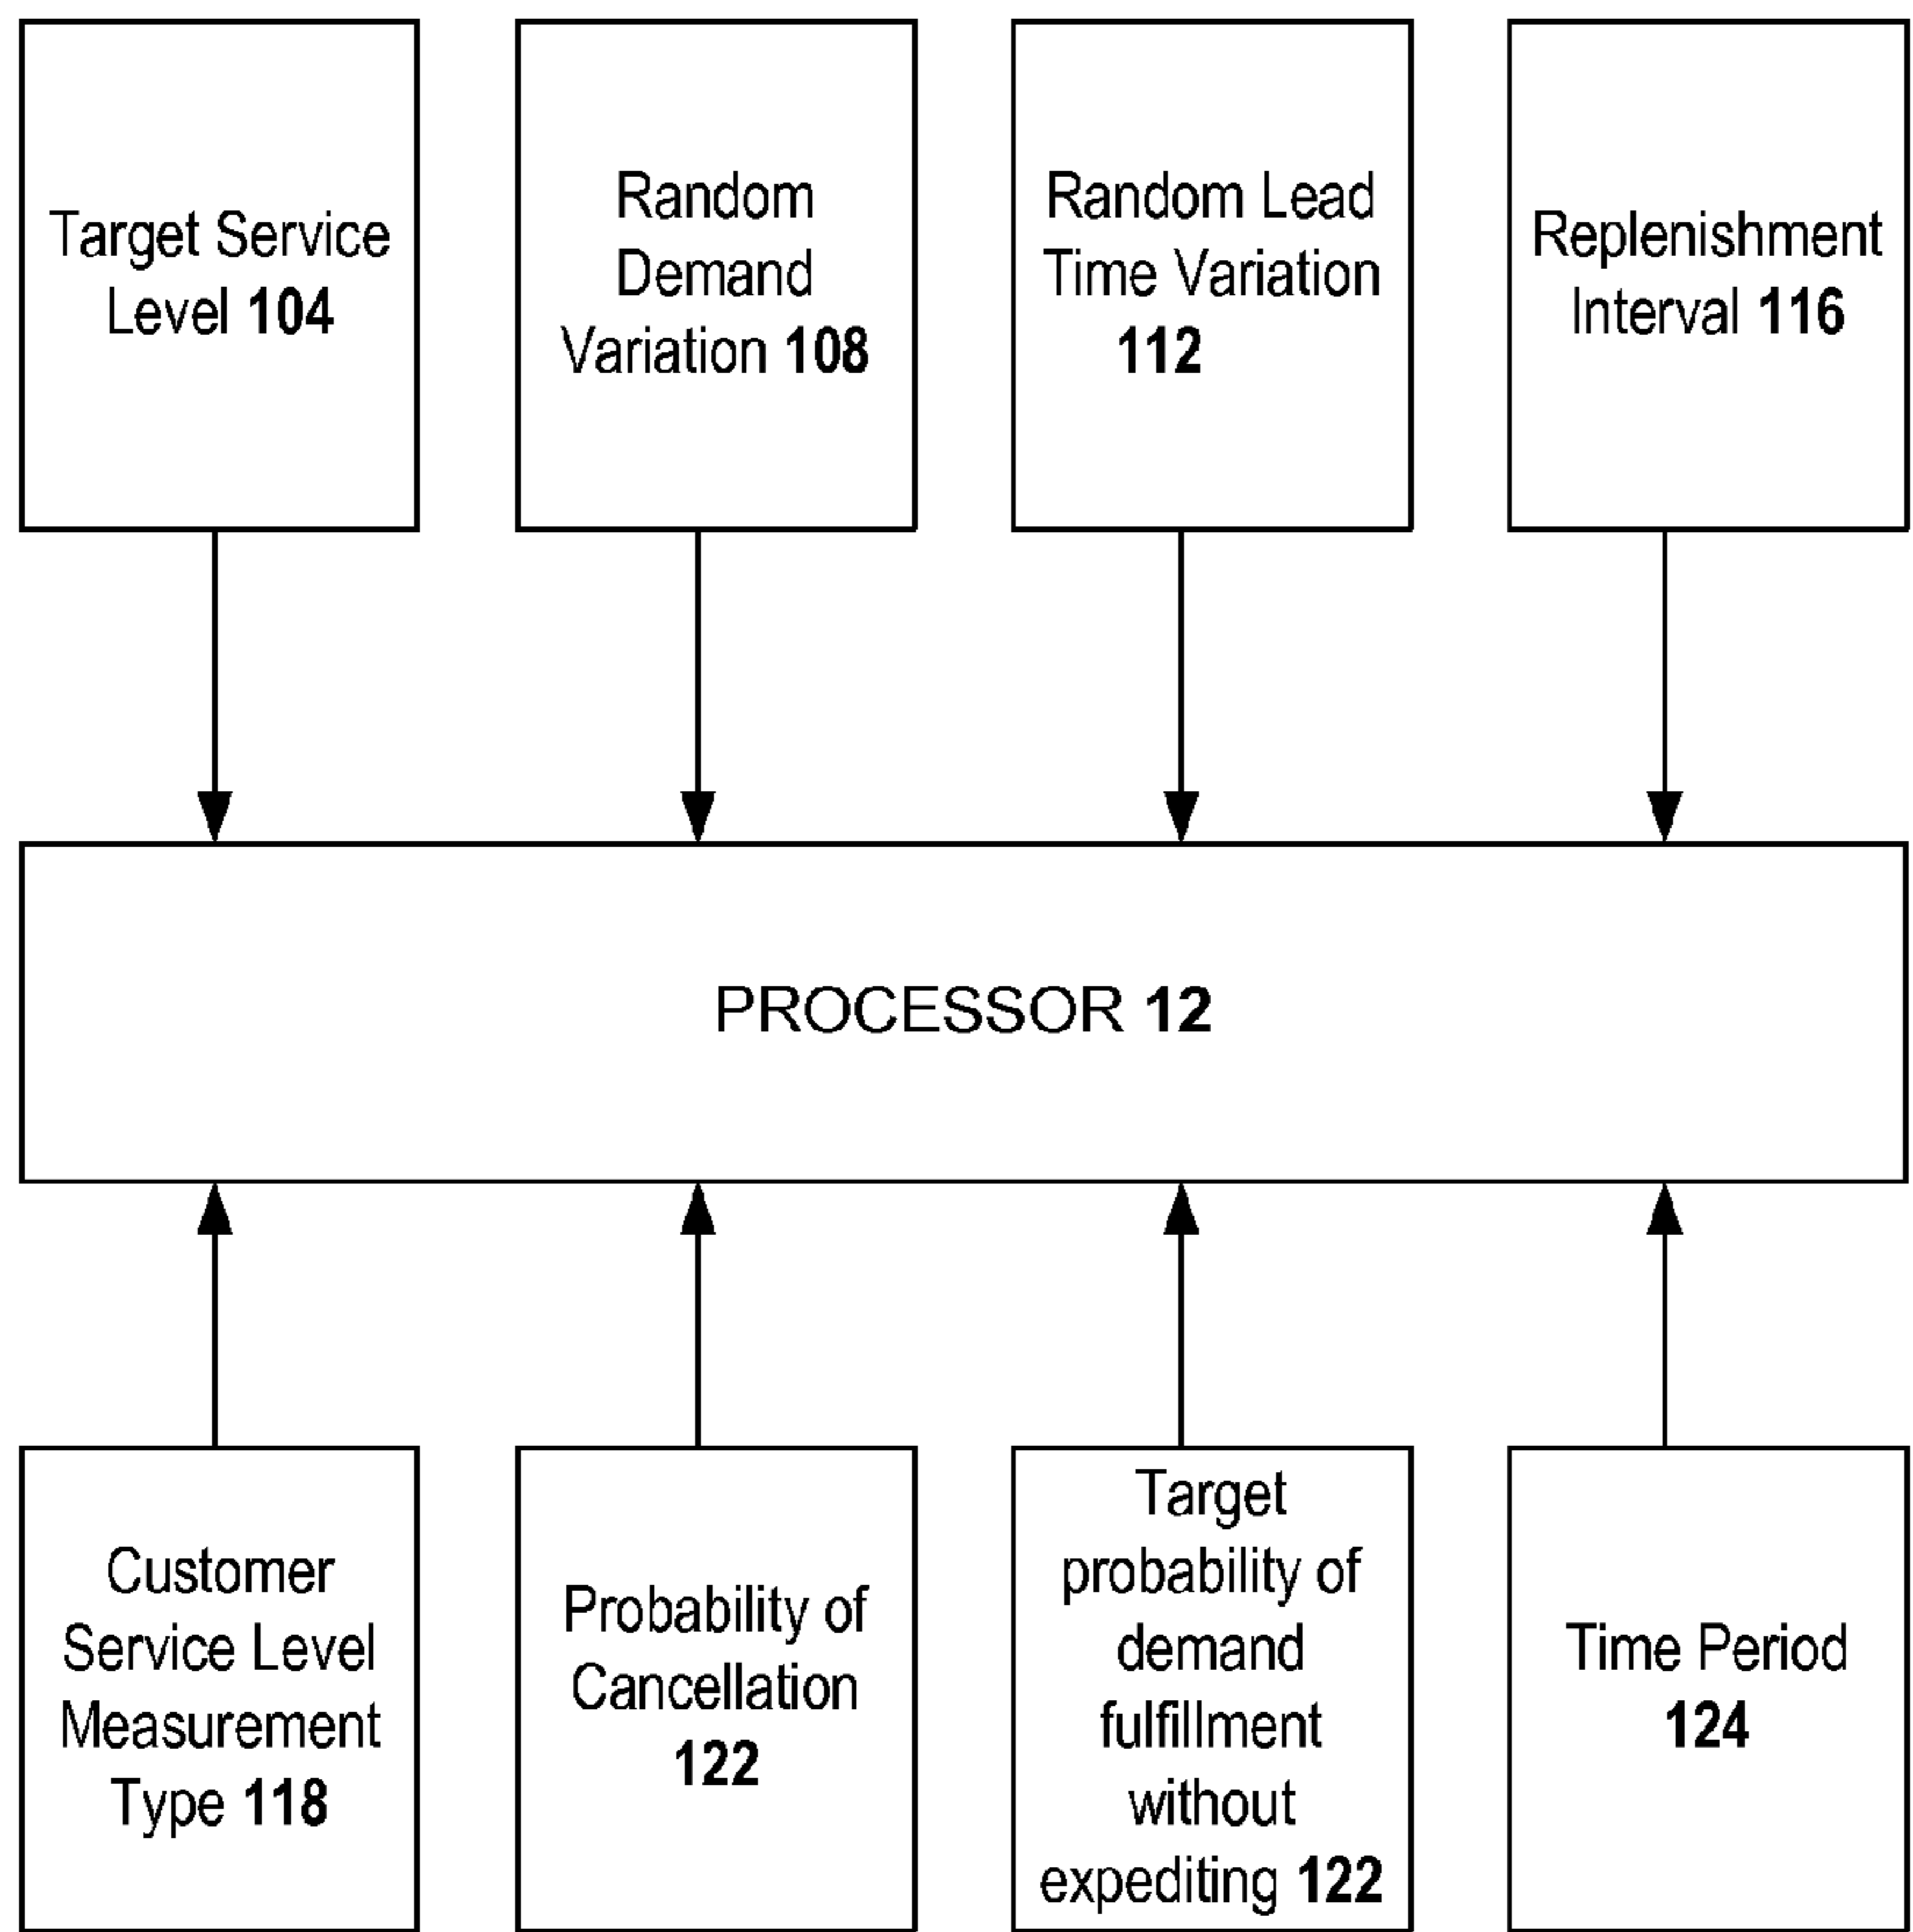 Target Service
Level 104
Random
Demand
Variation 108
Random Lead
Time Variation
112
Replenishment
Interval 116
PROCESSOR 12
Customer
Service Level
Measurement
Type 118
Probability of
Cancellation
122
Target
probability of
demand
fulfillment
without
expediting 122
Time Period
124